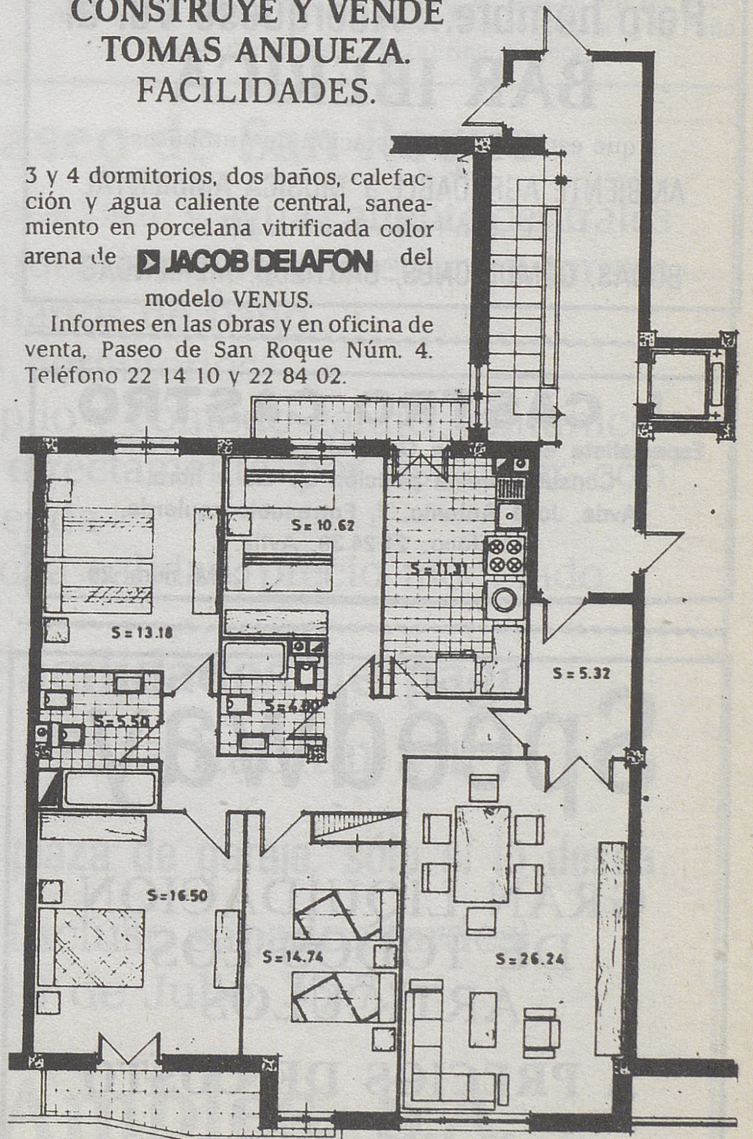 CONSTRUYE Y VENDE
TOMAS ANDUEZA.
FACILIDADES.
3 y 4 dormitorios, dos baños, calefac-
ción y agua caliente central, sanea-
miento en porcelana vitrificada color
arena de JACOB DELAFON del
modelo VENUS.
Informes en las obras y en oficina de
venta, Paseo de San Roque Núm. 4.
Teléfono 22 14 10 y 22 84 02.
S=10.62
S=11.31
S=13.18
S=5.32
S=5.50
S=4.80
S=16.50
S=14.74
S=26.24